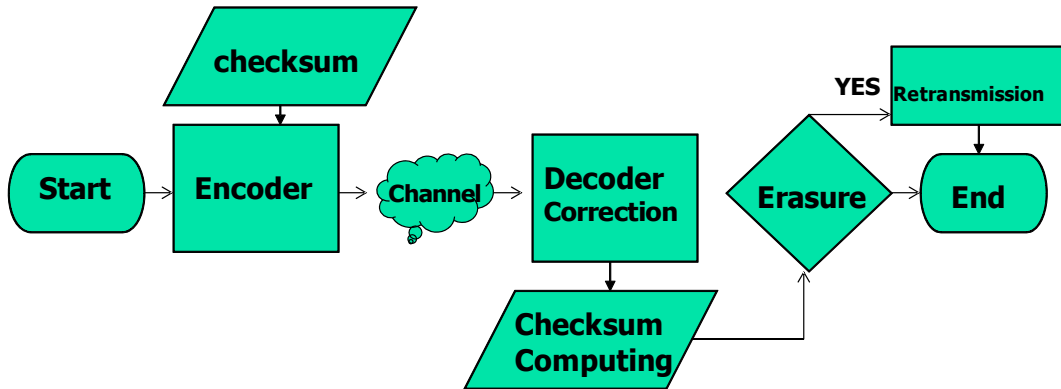 checksum
YES
Retransmission
Start
Encoder
Channel
Decoder
Correction
Erasure
End
Checksum
Computing